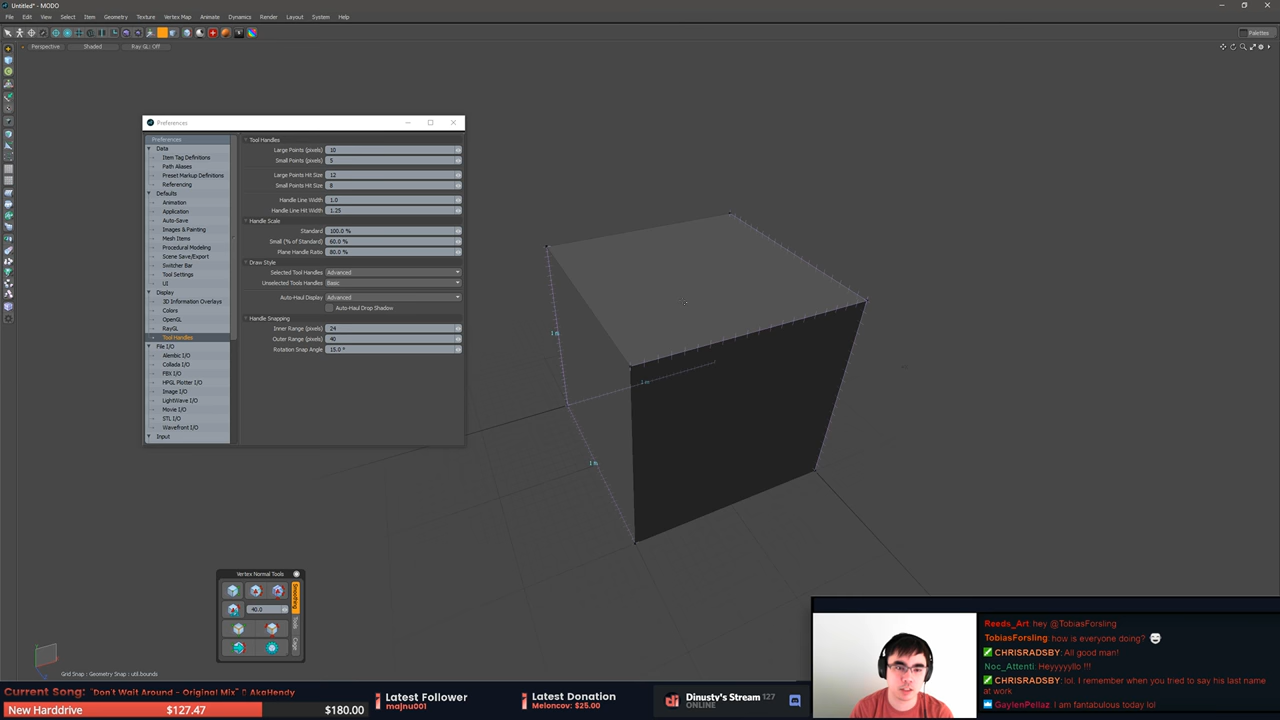 Untitled* - MODO
File Edit View Select Item Geometry Texture Vertex Map Animate Dynamics Render Layout System Help
Palettes
Perspective Shaded Ray GL: Off
Preferences
Preferences
Data
Item Tag Definitions
Path Aliases
Preset Markup Definitions
Referencing
Defaults
Animation
Application
Auto-Save
Images & Painting
Mesh Items
Procedural Modeling
Scene Save/Export
Switcher Bar
Tool Settings
UI
Display
3D Information Overlays
Colors
OpenGL
RayGL
Tool Handles
File I/O
Alembic I/O
Collada I/O
FBX I/O
HPGL Plotter I/O
Image I/O
LightWave I/O
Movie I/O
STL I/O
Wavefront I/O
Input
Tool Handles
Large Points (pixels) 10
Small Points (pixels) 5
Large Points Hit Size 12
Small Points Hit Size 8
Handle Line Width 1.0
Handle Line Hit Width 1.25
Handle Scale
Standard 100.0 %
Small (% of Standard) 60.0 %
Plane Handle Ratio 80.0 %
Draw Style
Selected Tool Handles Advanced
Unselected Tools Handles Basic
Auto-Haul Display Advanced
Auto-Haul Drop Shadow
Handle Snapping
Inner Range (pixels) 24
Outer Range (pixels) 40
Rotation Snap Angle 15.0 °
Vertex Normal Tools
40.0
Smoothing
Tools
Grid Snap : Geometry Snap : util.bounds
Reeds_Art hey @TobiasForsling
TobiasForsling: how is everyone doing?
CHRISRADSBY: All good man!
Noc_Attenti: Heyyyyyllo !!!
CHRISRADSBY: lol. I remember when you tried to say his last name
at work
GaylenPellaz: I am fantabulous today lol
Current Song: "Don't Wait Around - Original Mix" AkaHendy
New Harddrive $127.47 $180.00
Latest Follower
majnu001
Latest Donation
Meloncov: $25.00
Dinusty's Stream 127
ONLINE